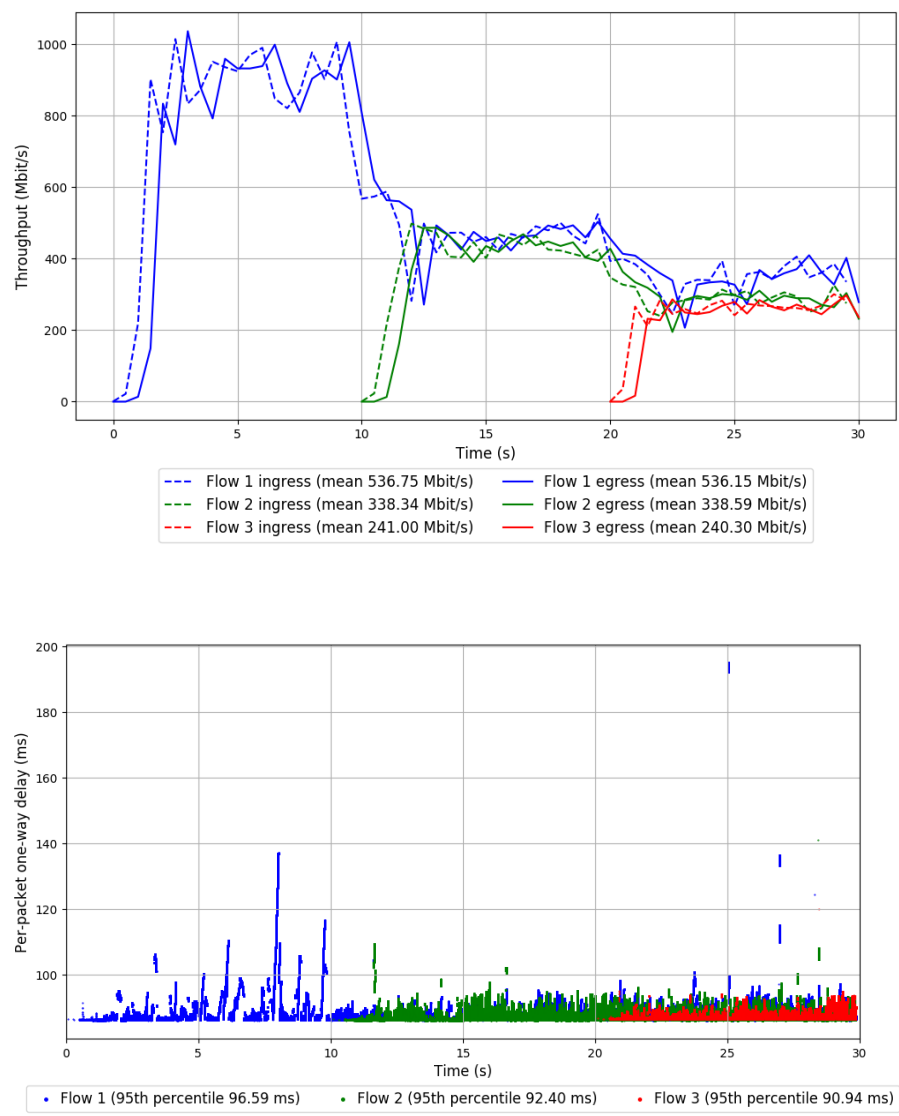 1000
800
600
400
200
0
Throughput (Mbit/s)
0 5 10 15 20 25 30
Time (s)
Flow 1 ingress (mean 536.75 Mbit/s) Flow 1 egress (mean 536.15 Mbit/s)
Flow 2 ingress (mean 338.34 Mbit/s) Flow 2 egress (mean 338.59 Mbit/s)
Flow 3 ingress (mean 241.00 Mbit/s) Flow 3 egress (mean 240.30 Mbit/s)
200
180
160
140
120
100
Per-packet one-way delay (ms)
0 5 10 15 20 25 30
Time (s)
Flow 1 (95th percentile 96.59 ms) Flow 2 (95th percentile 92.40 ms) Flow 3 (95th percentile 90.94 ms)